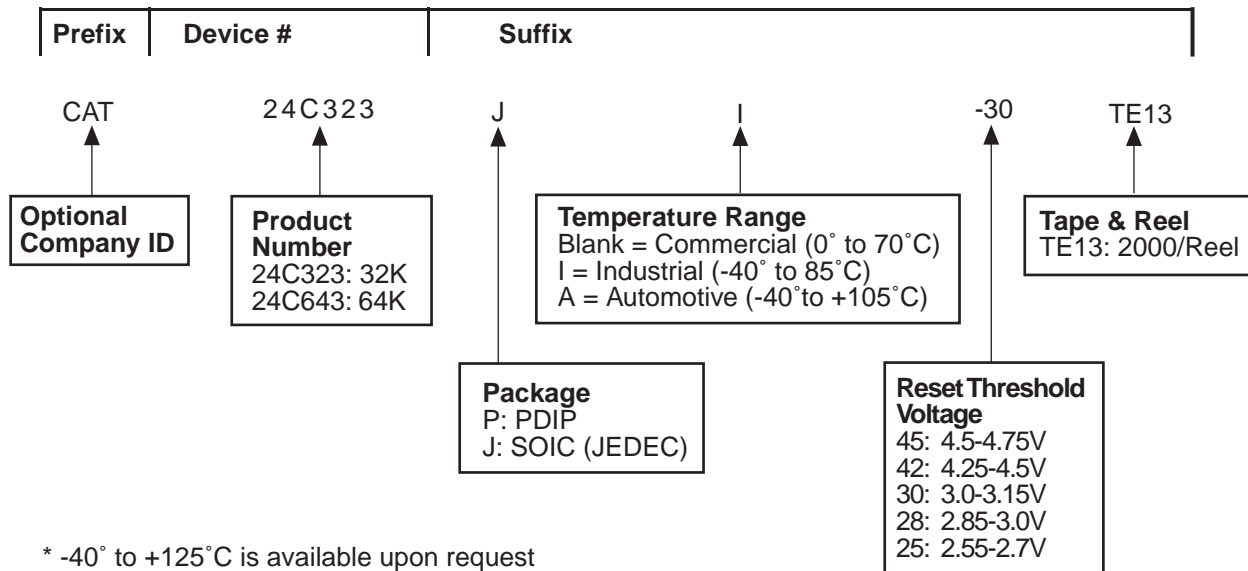 Prefix Device # Suffix
CAT 24C323 J I -30 TE13
Optional
Company ID
Product
Number
24C323: 32K
24C643: 64K
Temperature Range
Blank = Commercial (0˚ to 70˚C)
I = Industrial (-40˚ to 85˚C)
A = Automotive (-40˚to +105˚C)
Tape & Reel
TE13: 2000/Reel
Package
P: PDIP
J: SOIC (JEDEC)
Reset Threshold
Voltage
45: 4.5-4.75V
42: 4.25-4.5V
30: 3.0-3.15V
28: 2.85-3.0V
25: 2.55-2.7V
* -40˚ to +125˚C is available upon request